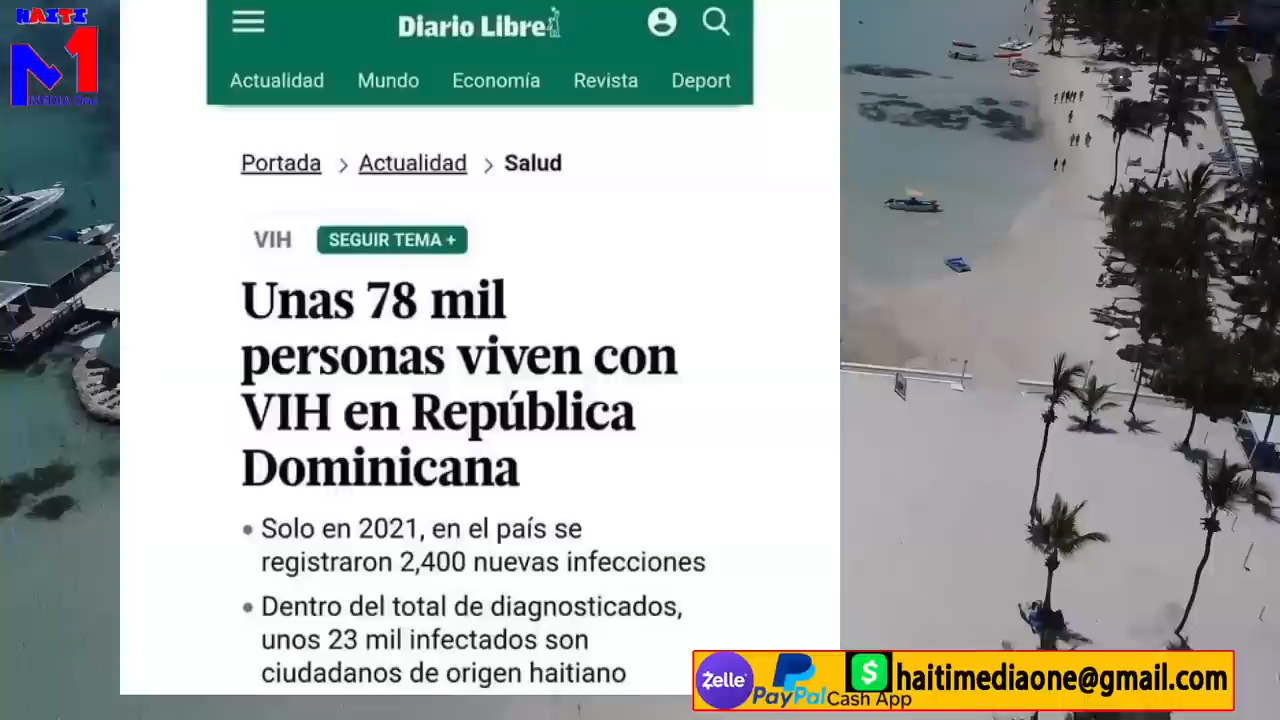 HAITI
M1
MEDIA One
Diario Libre
Actualidad Mundo Economía Revista Deport
Portada > Actualidad > Salud
VIH SEGUIR TEMA +
Unas 78 mil
personas viven con
VIH en República
Dominicana
• Solo en 2021, en el país se
registraron 2,400 nuevas infecciones
• Dentro del total de diagnosticados,
unos 23 mil infectados son
ciudadanos de origen haitiano
Zelle PayPal $ Cash App haitimediaone@gmail.com